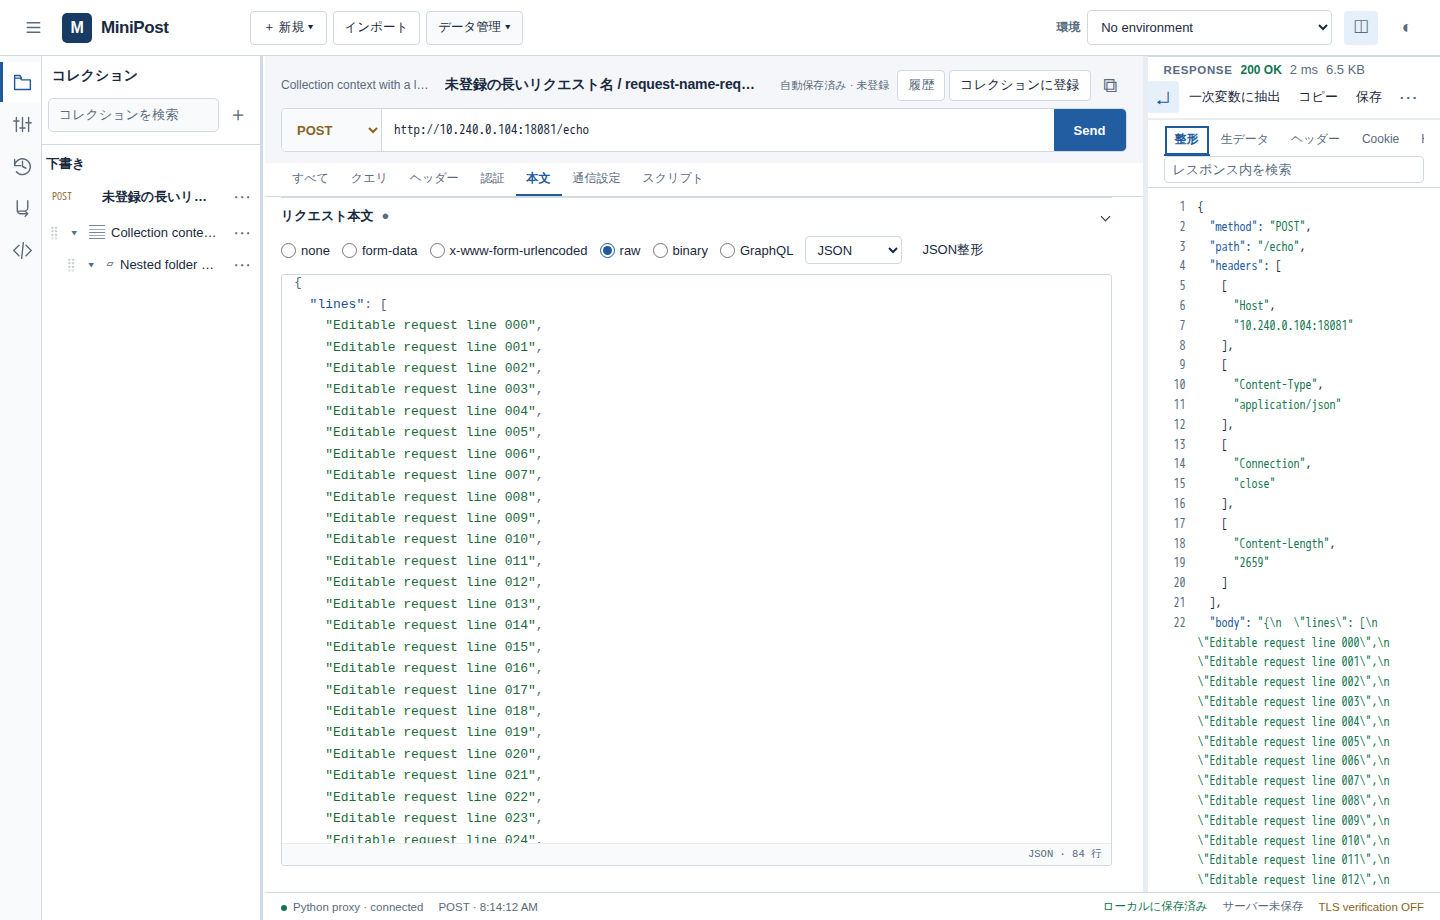 M MiniPost
＋ 新規 ▾
インポート
データ管理 ▾
環境
No environment
コレクション
コレクションを検索
＋
下書き
POST 未登録の長いリ… ···
Collection conte… ···
Nested folder … ···
Collection context with a l…
未登録の長いリクエスト名 / request-name-req…
自動保存済み · 未登録
履歴
コレクションに登録
POST
http://10.240.0.104:18081/echo
Send
すべて クエリ ヘッダー 認証 本文 通信設定 スクリプト
リクエスト本文
none form-data x-www-form-urlencoded raw binary GraphQL JSON JSON整形
{
"lines": [
"Editable request line 000",
"Editable request line 001",
"Editable request line 002",
"Editable request line 003",
"Editable request line 004",
"Editable request line 005",
"Editable request line 006",
"Editable request line 007",
"Editable request line 008",
"Editable request line 009",
"Editable request line 010",
"Editable request line 011",
"Editable request line 012",
"Editable request line 013",
"Editable request line 014",
"Editable request line 015",
"Editable request line 016",
"Editable request line 017",
"Editable request line 018",
"Editable request line 019",
"Editable request line 020",
"Editable request line 021",
"Editable request line 022",
"Editable request line 023",
"Editable request line 024",
JSON · 84 行
RESPONSE 200 OK 2 ms 6.5 KB
一次変数に抽出 コピー 保存 ···
整形 生データ ヘッダー Cookie
レスポンス内を検索
1 {
2 "method": "POST",
3 "path": "/echo",
4 "headers": [
5 [
6 "Host",
7 "10.240.0.104:18081"
8 ],
9 [
10 "Content-Type",
11 "application/json"
12 ],
13 [
14 "Connection",
15 "close"
16 ],
17 [
18 "Content-Length",
19 "2659"
20 ]
21 ],
22 "body": "{\n  \"lines\": [\n
\"Editable request line 000\",\n
\"Editable request line 001\",\n
\"Editable request line 002\",\n
\"Editable request line 003\",\n
\"Editable request line 004\",\n
\"Editable request line 005\",\n
\"Editable request line 006\",\n
\"Editable request line 007\",\n
\"Editable request line 008\",\n
\"Editable request line 009\",\n
\"Editable request line 010\",\n
\"Editable request line 011\",\n
\"Editable request line 012\",\n
Python proxy · connected
POST · 8:14:12 AM
ローカルに保存済み
サーバー未保存
TLS verification OFF